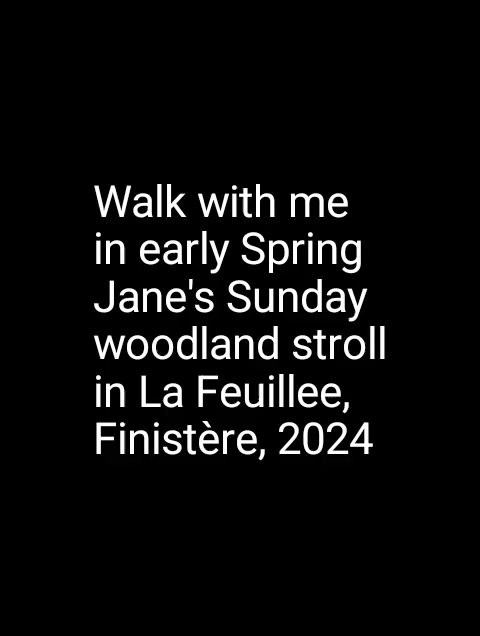 Walk with me
in early Spring
Jane's Sunday
woodland stroll
in La Feuillee,
Finistère, 2024